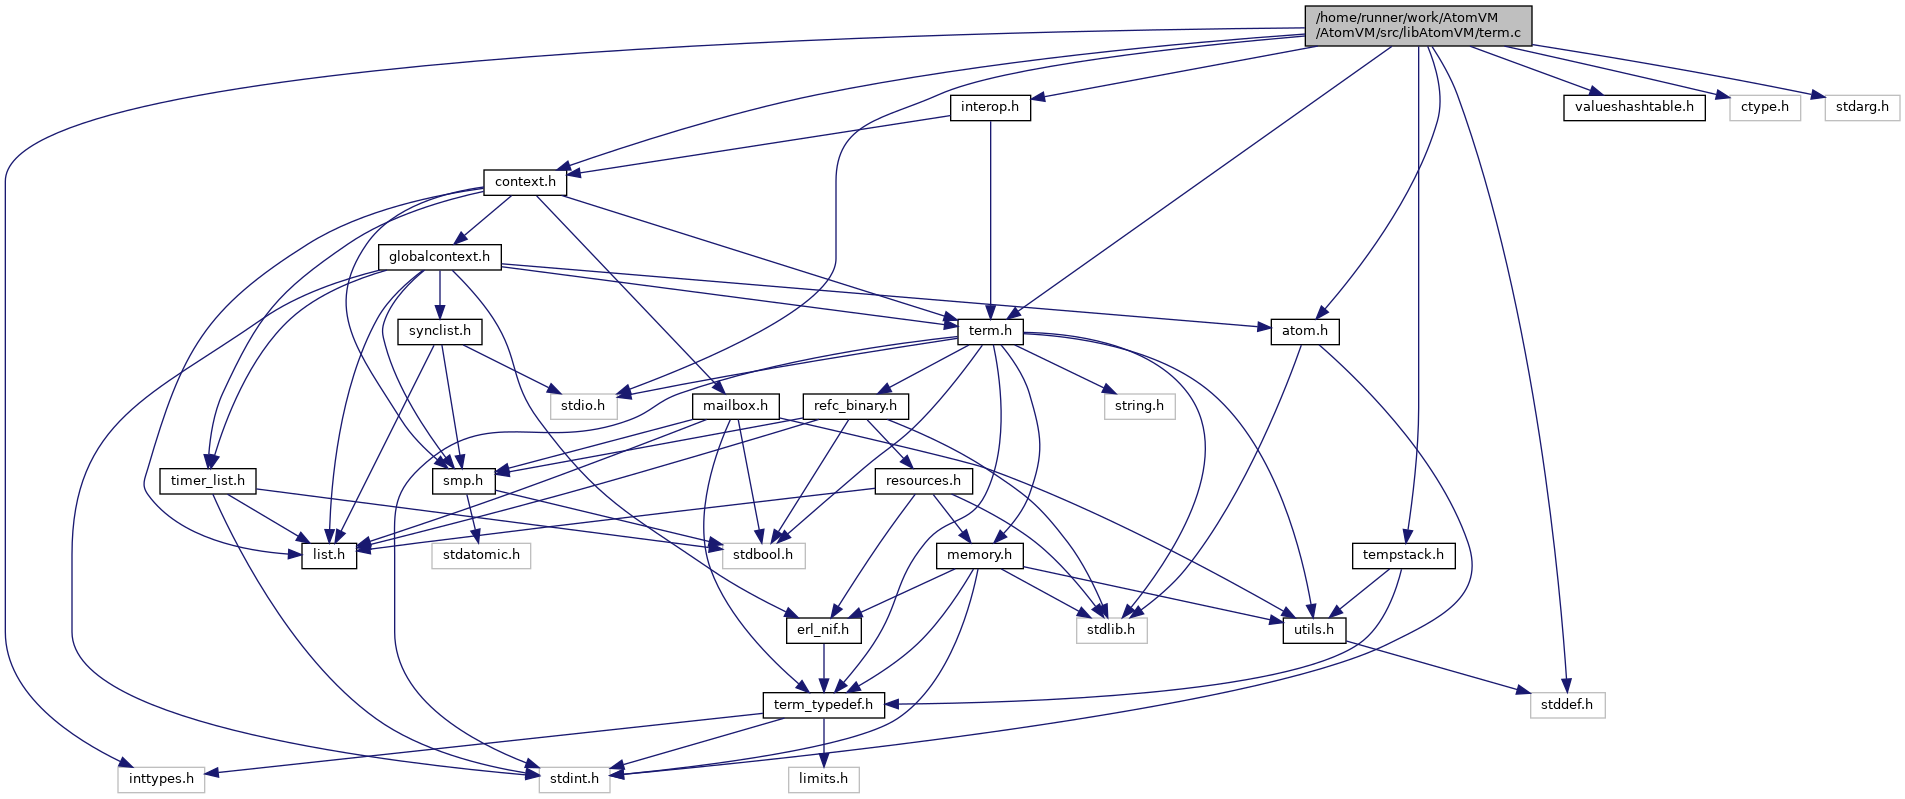 /home/runner/work/AtomVM
/AtomVM/src/libAtomVM/term.c
interop.h
valueshashtable.h
ctype.h
stdarg.h
context.h
globalcontext.h
synclist.h
term.h
atom.h
stdio.h
mailbox.h
refc_binary.h
string.h
timer_list.h
smp.h
resources.h
list.h
stdatomic.h
stdbool.h
memory.h
tempstack.h
erl_nif.h
stdlib.h
utils.h
term_typedef.h
stddef.h
inttypes.h
stdint.h
limits.h